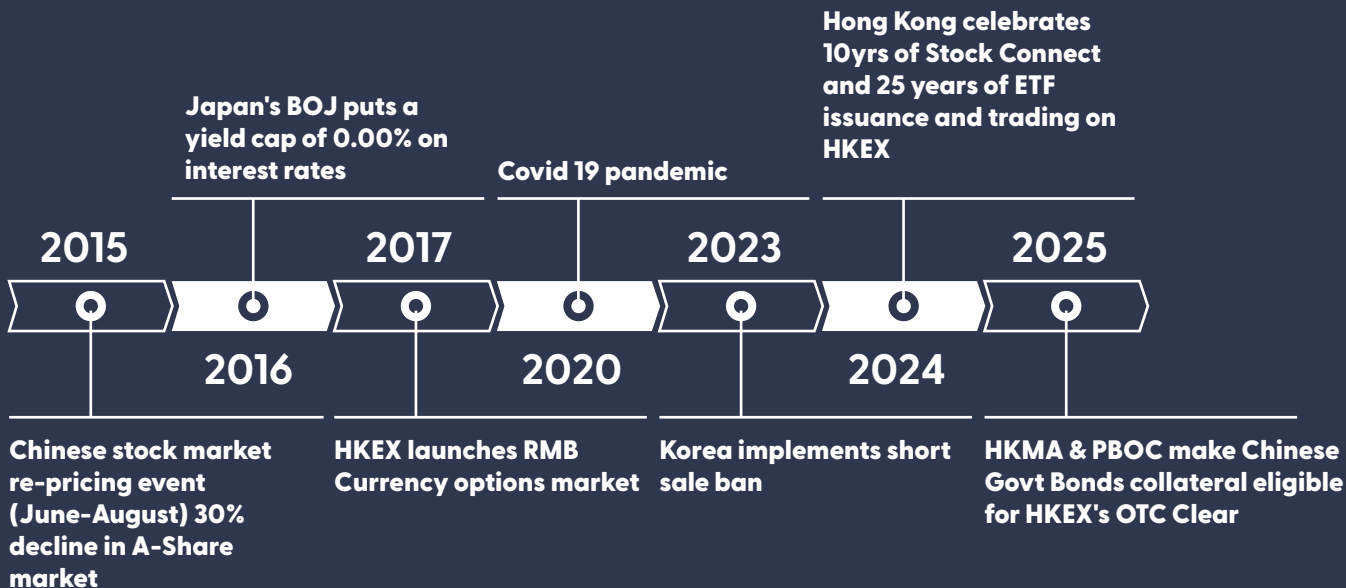 Hong Kong celebrates
10yrs of Stock Connect
and 25 years of ETF
issuance and trading on
HKEX
Japan's BOJ puts a
yield cap of 0.00% on
interest rates
Covid 19 pandemic
2015
2017
2023
2025
2016
2020
2024
Chinese stock market
re-pricing event
(June-August) 30%
decline in A-Share
market
HKEX launches RMB
Currency options market
Korea implements short
sale ban
HKMA & PBOC make Chinese
Govt Bonds collateral eligible
for HKEX's OTC Clear